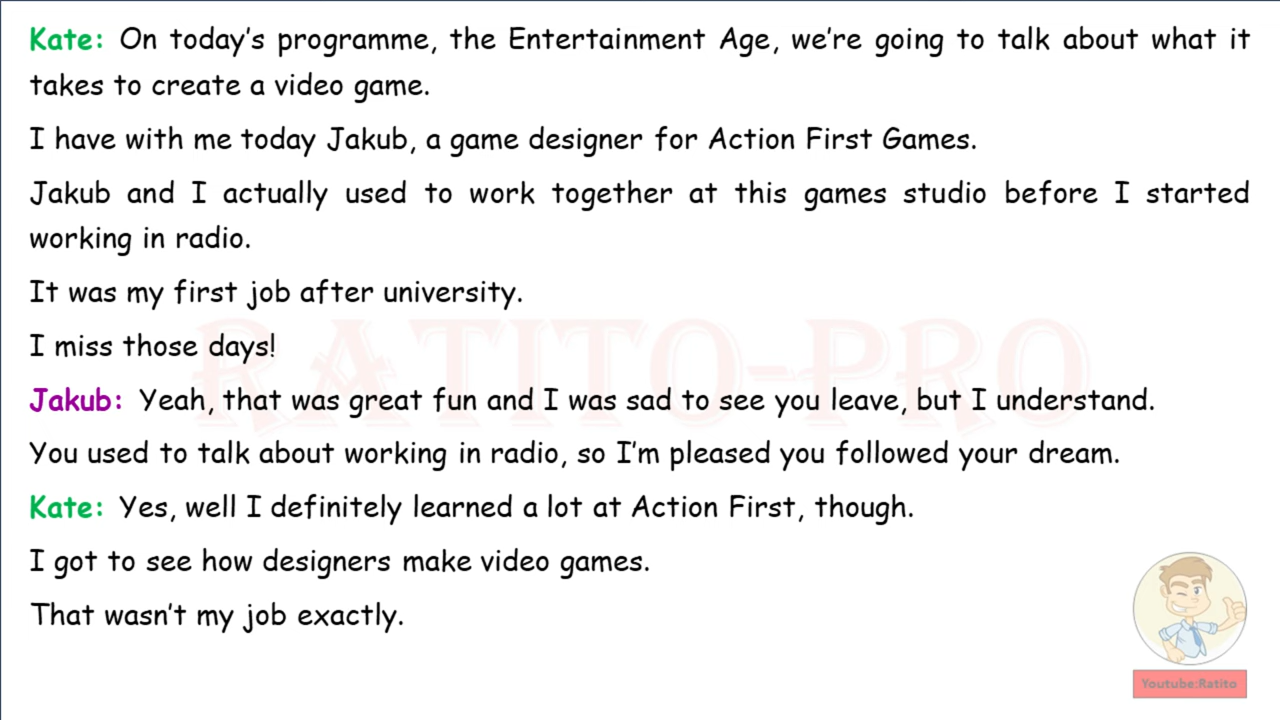 Kate: On today's programme, the Entertainment Age, we're going to talk about what it
takes to create a video game.
I have with me today Jakub, a game designer for Action First Games.
Jakub and I actually used to work together at this games studio before I started
working in radio.
It was my first job after university.
I miss those days!
RATITO-PRO
Jakub: Yeah, that was great fun and I was sad to see you leave, but I understand.
You used to talk about working in radio, so I'm pleased you followed your dream.
Kate: Yes, well I definitely learned a lot at Action First, though.
I got to see how designers make video games.
That wasn't my job exactly.
Youtube:Ratito